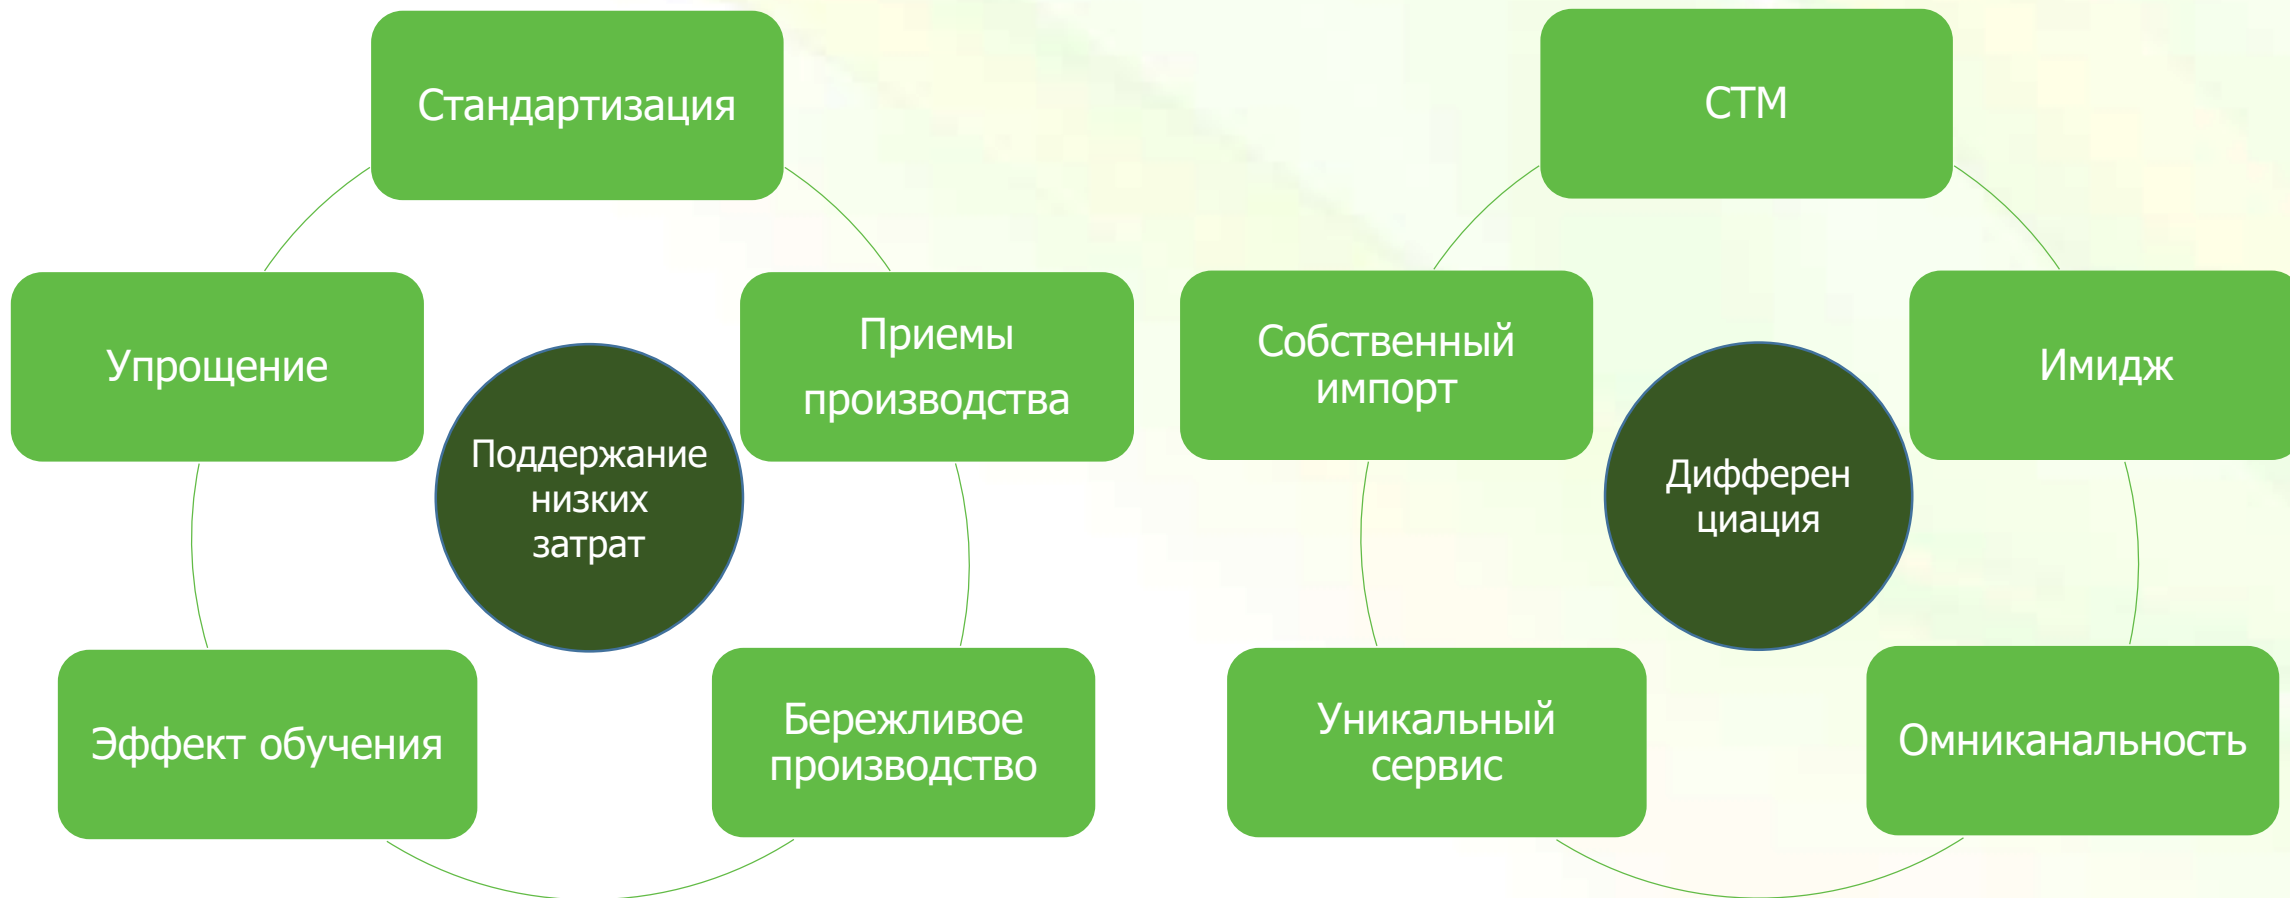 Стандартизация
Приемы
производства
Бережливое
производство
Эффект обучения
Упрощение
Поддержание
низких
затрат
СТМ
Имидж
Омниканальность
Уникальный
сервис
Собственный
импорт
Дифферен
циация